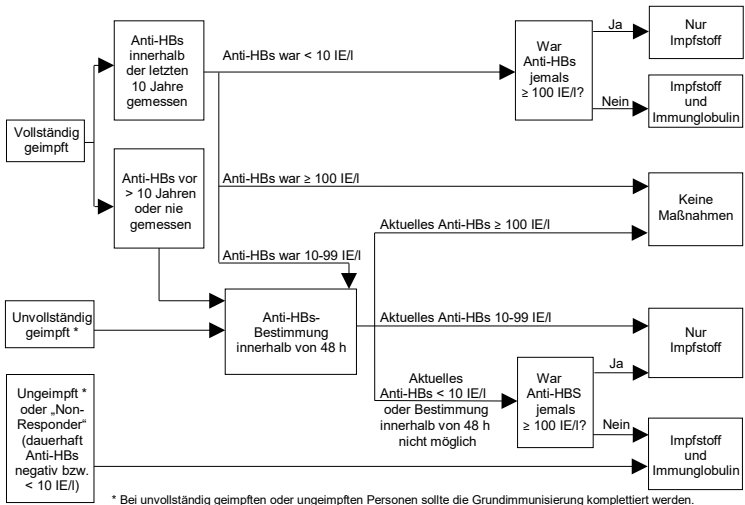 Anti-HBs
innerhalb
der letzten
10 Jahre
gemessen
Anti-HBs war < 10 IE/l
War
Anti-HBs
jemals
≥ 100 IE/l?
Ja
Nur
Impfstoff
Nein
Impfstoff
und
Immunglobulin
Vollständig
geimpft
Anti-HBs vor
> 10 Jahren
oder nie
gemessen
Anti-HBs war ≥ 100 IE/l
Keine
Maßnahmen
Aktuelles Anti-HBs ≥ 100 IE/l
Anti-HBs war 10-99 IE/l
Unvollständig
geimpft *
Anti-HBs-
Bestimmung
innerhalb von 48 h
Aktuelles Anti-HBs 10-99 IE/l
Nur
Impfstoff
Aktuelles
Anti-HBs < 10 IE/l
oder Bestimmung
innerhalb von 48 h
nicht möglich
War
Anti-HBS
jemals
≥ 100 IE/l?
Ja
Nein
Impfstoff
und
Immunglobulin
Ungeimpft *
oder „Non-
Responder“
(dauerhaft
Anti-HBs
negativ bzw.
< 10 IE/l)
* Bei unvollständig geimpften oder ungeimpften Personen sollte die Grundimmunisierung komplettiert werden.